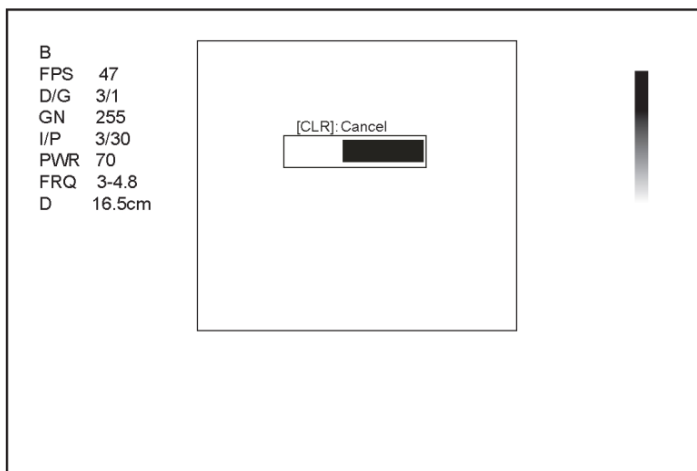 B
FPS 47
D/G 3/1
GN 255
I/P 3/30
PWR 70
FRQ 3-4.8
D 16.5cm
[CLR]: Cancel